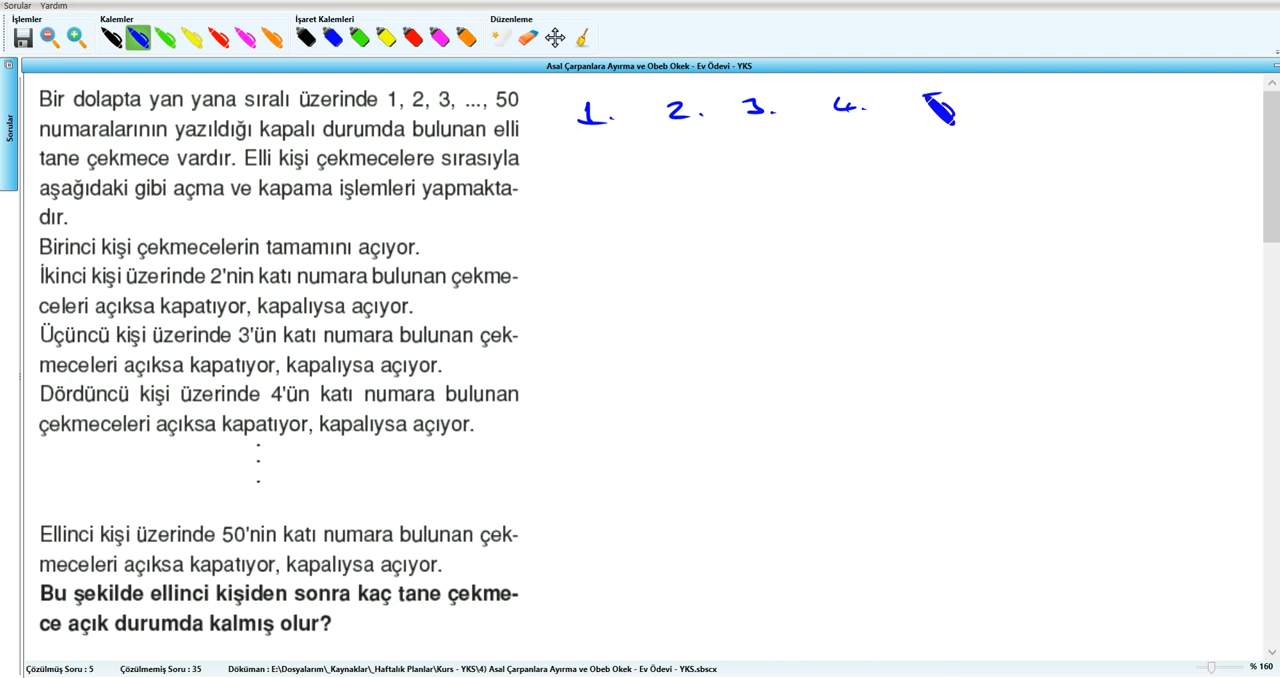 Sorular Yardım
İşlemler Kalemler İşaret Kalemleri Düzenleme
Asal Çarpanlara Ayırma ve Obeb Okek - Ev Ödevi - YKS
Sorular
Bir dolapta yan yana sıralı üzerinde 1, 2, 3, ..., 50
numaralarının yazıldığı kapalı durumda bulunan elli
tane çekmece vardır. Elli kişi çekmecelere sırasıyla
aşağıdaki gibi açma ve kapama işlemleri yapmakta-
dır.
Birinci kişi çekmecelerin tamamını açıyor.
İkinci kişi üzerinde 2'nin katı numara bulunan çekme-
celeri açıksa kapatıyor, kapalıysa açıyor.
Üçüncü kişi üzerinde 3'ün katı numara bulunan çek-
meceleri açıksa kapatıyor, kapalıysa açıyor.
Dördüncü kişi üzerinde 4'ün katı numara bulunan
çekmeceleri açıksa kapatıyor, kapalıysa açıyor.
.
.
.
Ellinci kişi üzerinde 50'nin katı numara bulunan çek-
meceleri açıksa kapatıyor, kapalıysa açıyor.
Bu şekilde ellinci kişiden sonra kaç tane çekme-
ce açık durumda kalmış olur?
1. 2. 3. 4.
Çözülmüş Soru : 5 Çözülmemiş Soru : 35 Döküman : E:\Dosyalarım\_Kaynaklar\_Haftalık Planlar\Kurs - YKS\4) Asal Çarpanlara Ayırma ve Obeb Okek - Ev Ödevi - YKS.sbscx % 160